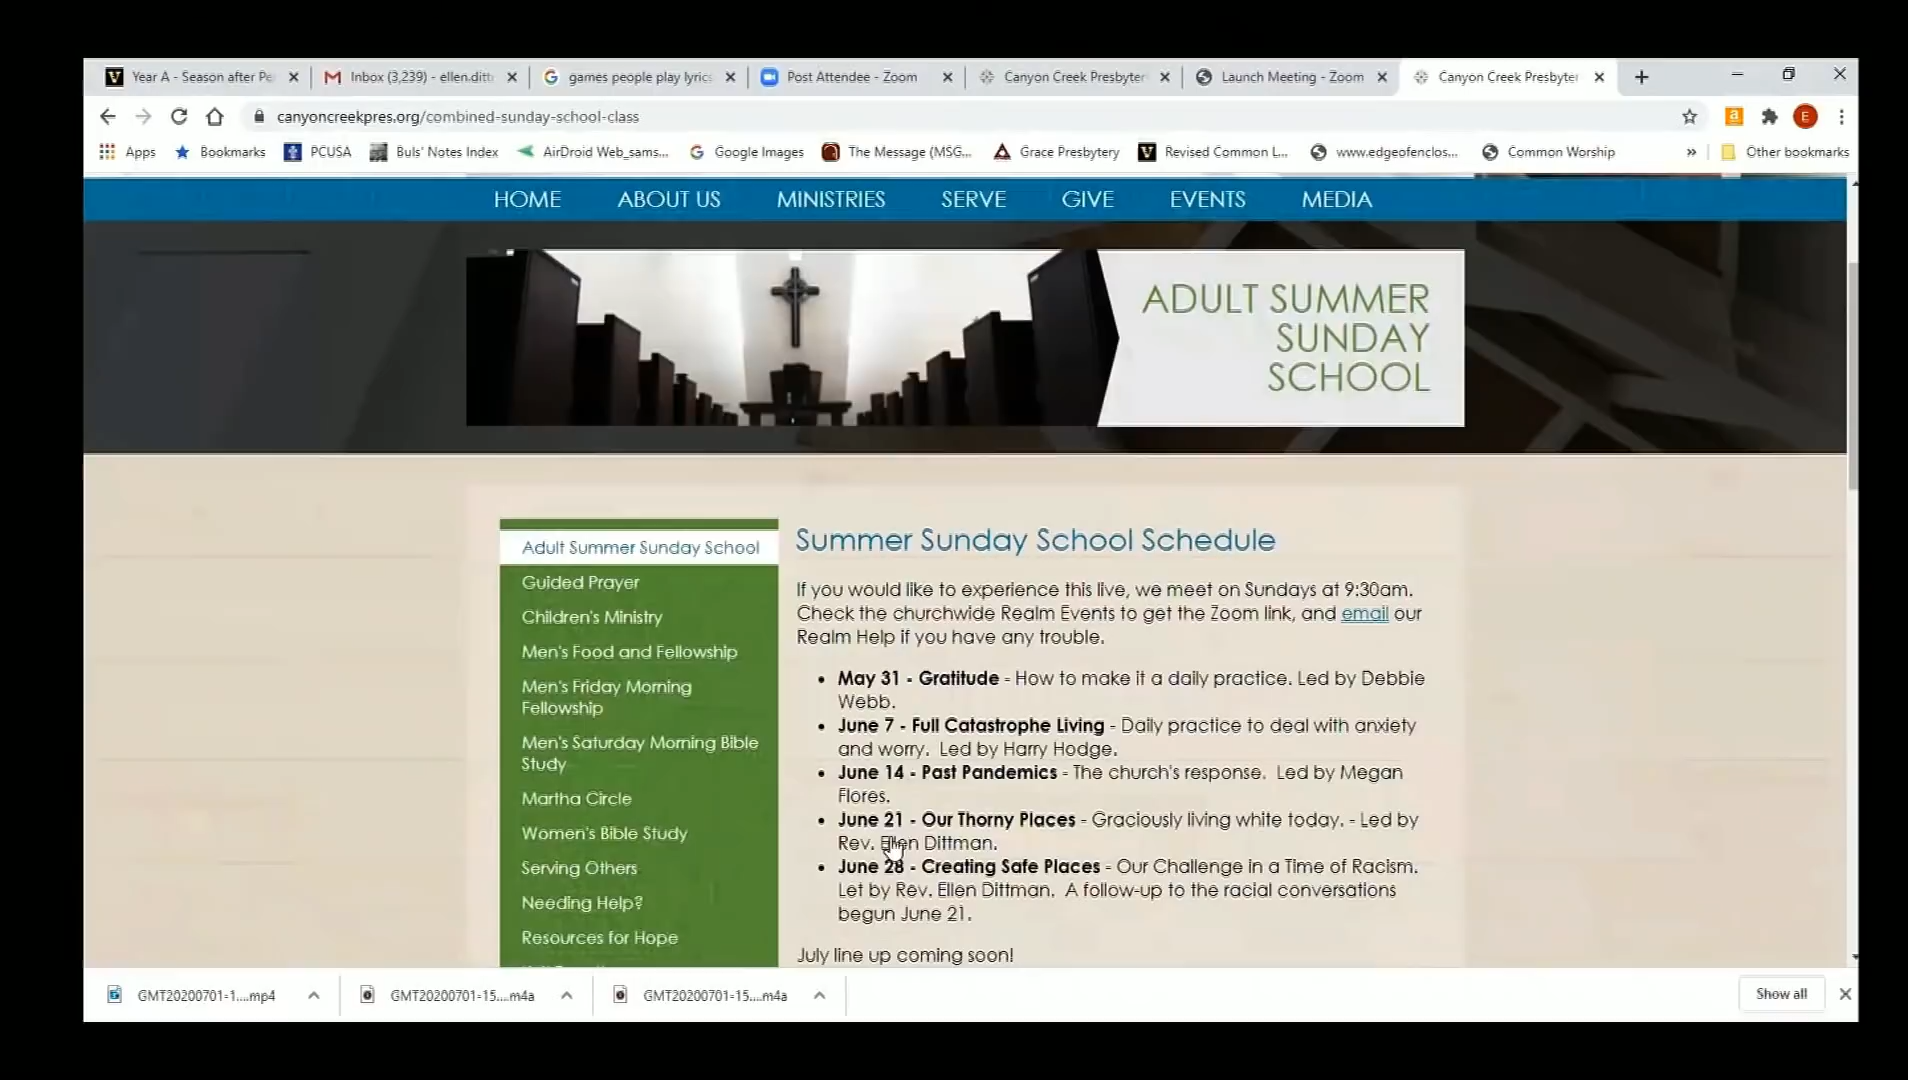 Year A - Season after Pe
Inbox (3,239) - ellen.ditt
games people play lyrics
Post Attendee - Zoom
Canyon Creek Presbyter
Launch Meeting - Zoom
Canyon Creek Presbyter
canyoncreekpres.org/combined-sunday-school-class
E
Apps
Bookmarks
PCUSA
Buls' Notes Index
AirDroid Web_sams...
Google Images
The Message (MSG...
Grace Presbytery
Revised Common L...
www.edgeofenclos...
Common Worship
»
Other bookmarks
HOME
ABOUT US
MINISTRIES
SERVE
GIVE
EVENTS
MEDIA
ADULT SUMMER
SUNDAY
SCHOOL
Adult Summer Sunday School
Guided Prayer
Children's Ministry
Men's Food and Fellowship
Men's Friday Morning
Fellowship
Men's Saturday Morning Bible
Study
Martha Circle
Women's Bible Study
Serving Others
Needing Help?
Resources for Hope
Summer Sunday School Schedule
If you would like to experience this live, we meet on Sundays at 9:30am.
Check the churchwide Realm Events to get the Zoom link, and email our
Realm Help if you have any trouble.
• May 31 - Gratitude - How to make it a daily practice. Led by Debbie
Webb.
• June 7 - Full Catastrophe Living - Daily practice to deal with anxiety
and worry. Led by Harry Hodge.
• June 14 - Past Pandemics - The church's response. Led by Megan
Flores.
• June 21 - Our Thorny Places - Graciously living white today. - Led by
Rev. Ellen Dittman.
• June 28 - Creating Safe Places - Our Challenge in a Time of Racism.
Let by Rev. Ellen Dittman. A follow-up to the racial conversations
begun June 21.
July line up coming soon!
GMT20200701-1....mp4
GMT20200701-15....m4a
GMT20200701-15....m4a
Show all